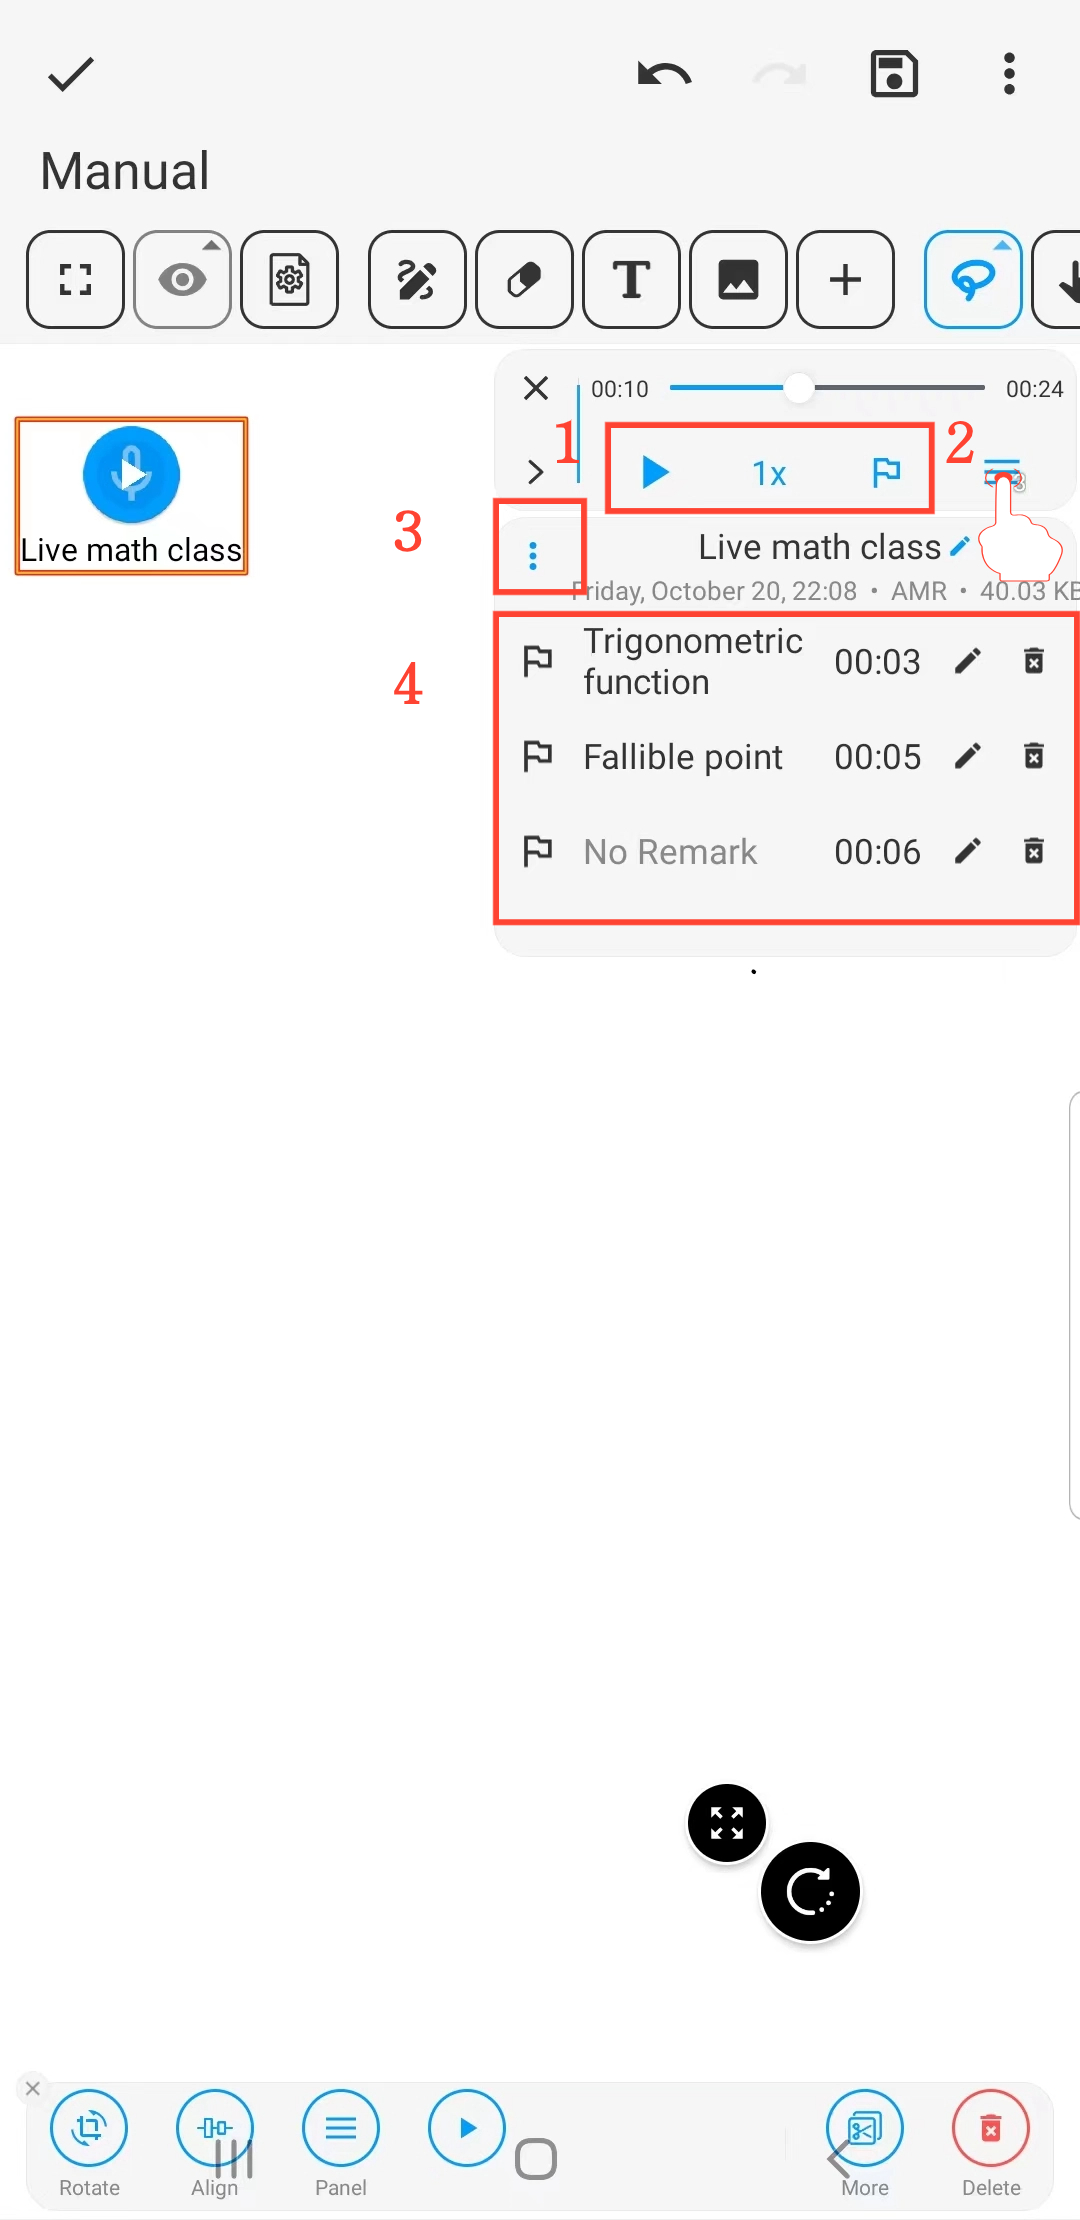 Manual
T
00:10
00:24
1
1x
2
3
Live math class
Live math class
Friday, October 20, 22:08 • AMR • 40.03 KB
4
Trigonometric
function
00:03
Fallible point
00:05
No Remark
00:06
Rotate
Align
Panel
More
Delete